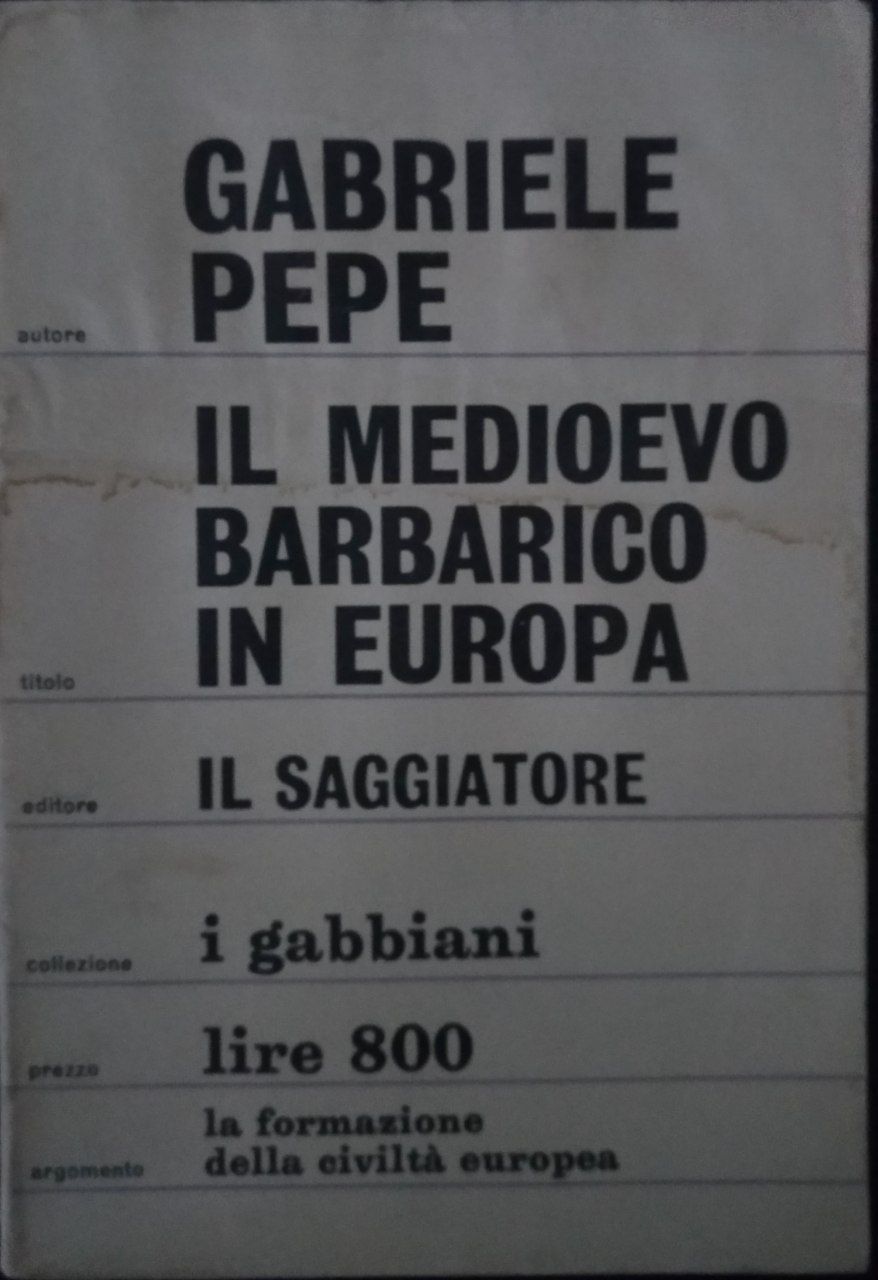 GABRIELE
PEPE
autore
IL MEDIOEVO
BARBARICO
IN EUROPA
titolo
IL SAGGIATORE
editore
i gabbiani
collezione
lire 800
prezzo
la formazione
della civiltà europea
argomento